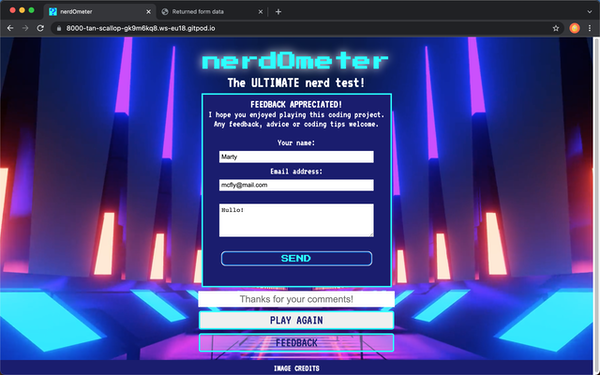 nerdOmeter
Returned form data
8000-tan-scallop-gk9m6kq8.ws-eu18.gitpod.io
nerdOmeter
The ULTIMATE nerd test!
FEEDBACK APPRECIATED!
I hope you enjoyed playing this coding project.
Any feedback, advice or coding tips welcome.
Your name:
Marty
Email address:
mcfly@mail.com
Hullo!
SEND
Thanks for your comments!
PLAY AGAIN
FEEDBACK
IMAGE CREDITS